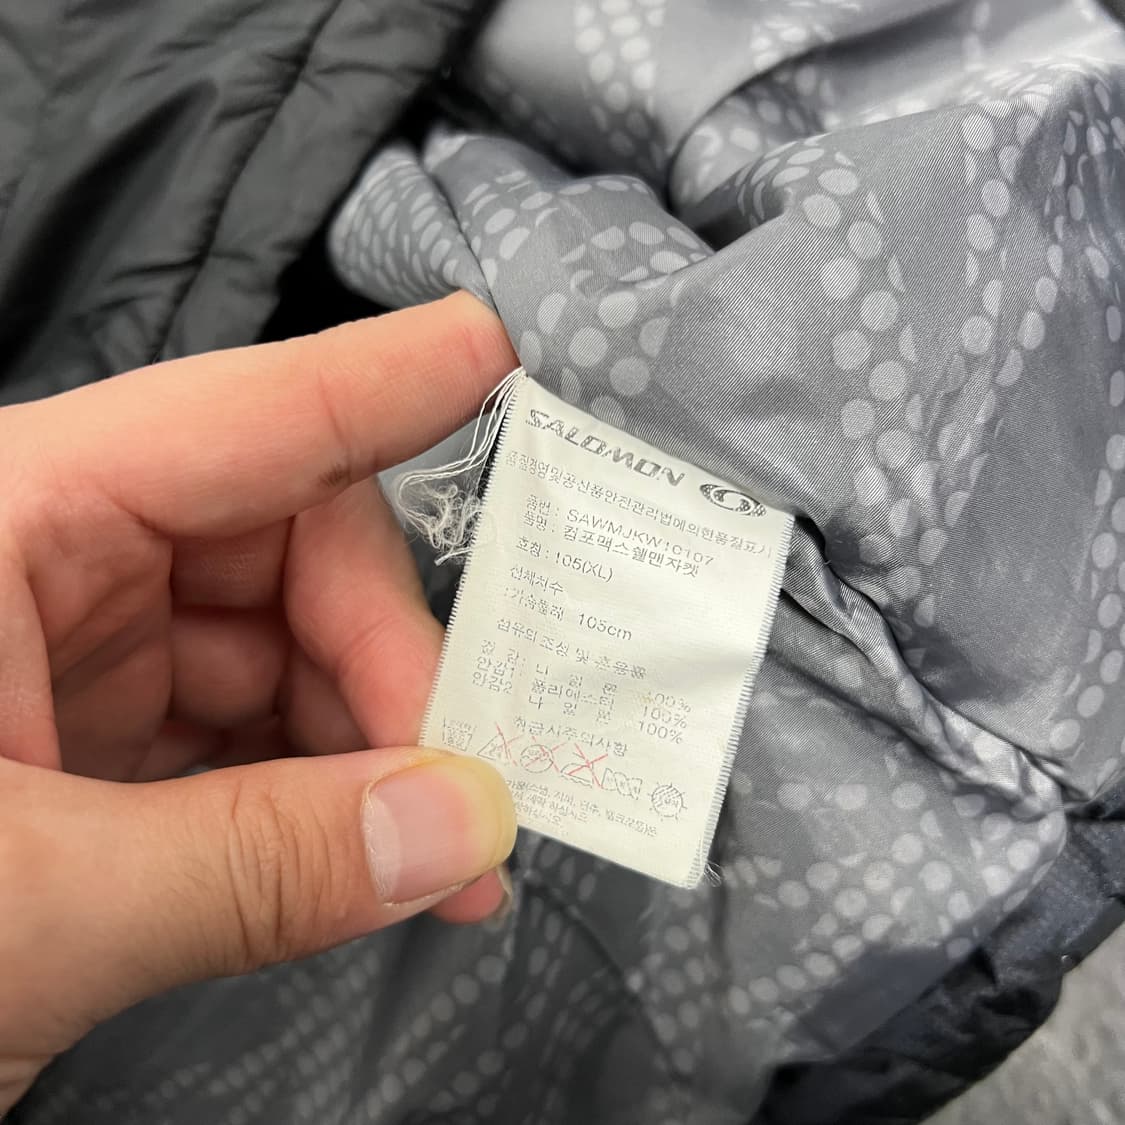 SALOMON
품질경영및공산품안전관리법에의한품질표시
품번 : SAWMJKW10107
품명 : 컴포맥스쉘맨자켓
호칭 : 105(XL)
신체치수
:가슴둘레 105cm
섬유의 조성 및 혼용률
겉 감 : 나 일 론 100%
안감1 폴리에스터 100%
안감2 나 일 론 100%
취급시주의사항